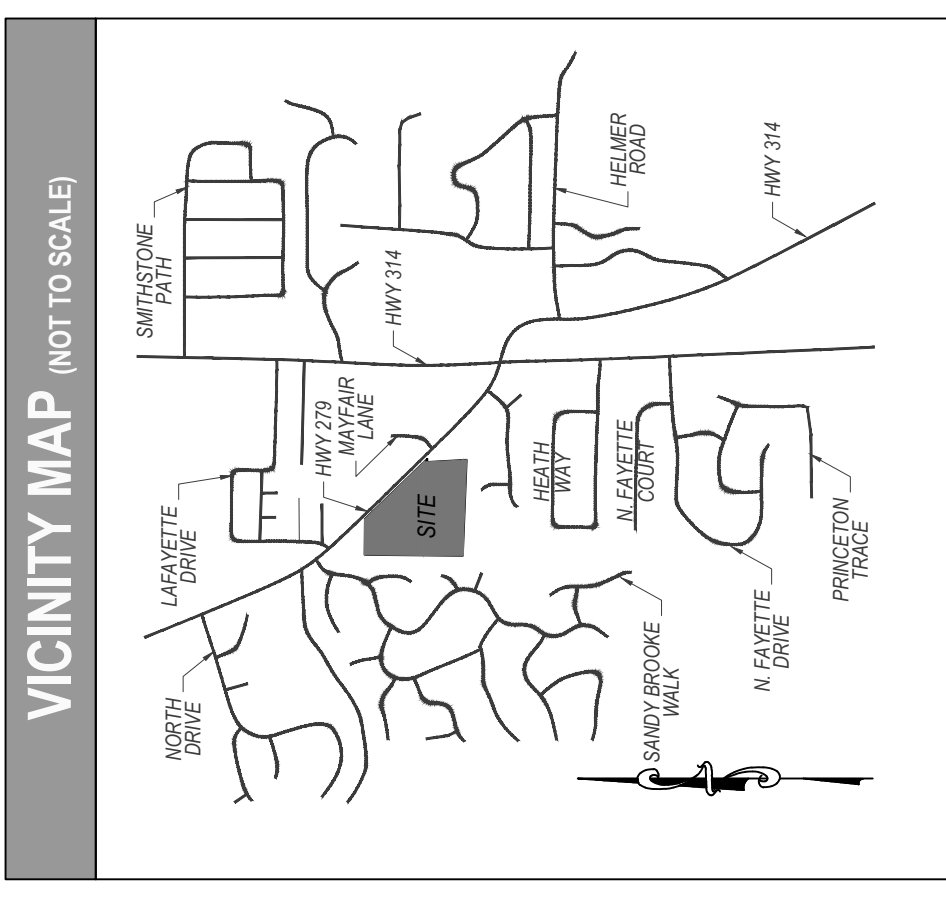 VICINITY MAP (NOT TO SCALE)
SMITHSTONE
PATH
HWY 314
HELMER
ROAD
HWY 314
LAFAYETTE
DRIVE
HWY 279
MAYFAIR
LANE
SITE
HEATH
WAY
N. FAYETTE
COURT
NORTH
DRIVE
SANDY BROOKE
WALK
N. FAYETTE
DRIVE
PRINCETON
TRACE
N